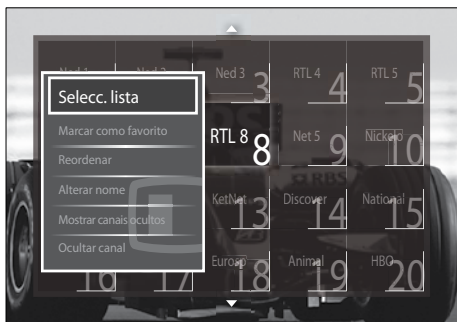 Ned 3
3
RTL 4
4
RTL 5
5
Selecc. lista
Marcar como favorito
Reordenar
Alterar nome
Mostrar canais ocultos
Ocultar canal
RTL 8
8
Net 5
9
10
KetNet
13
Discover
14
National
15
RBS
16
17
18
Animal
19
HBO
20